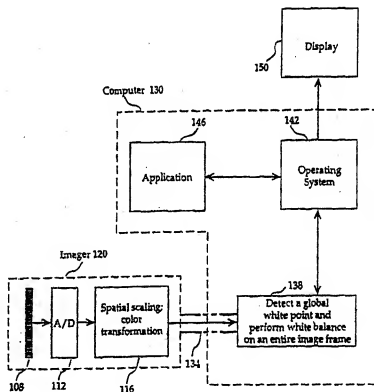 Display
150
Computer 130
146
142
Application
Operating
System
Imager 120
138
A/D
Spatial scaling;
color
transformation
Detect a global
white point and
perform white balance
on an entire image frame
134
108
112
116